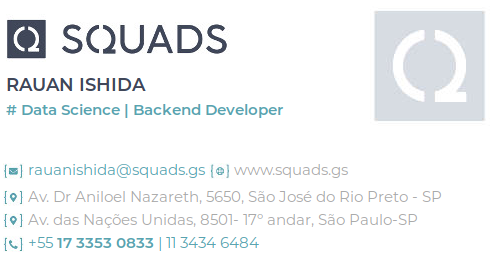 SQUADS
RAUAN ISHIDA
# Data Science | Backend Developer
{} rauanishida@squads.gs {} www.squads.gs
{} Av. Dr Aniloel Nazareth, 5650, São José do Rio Preto - SP
{} Av. das Nações Unidas, 8501- 17° andar, São Paulo-SP
{} +55 17 3353 0833 | 11 3434 6484